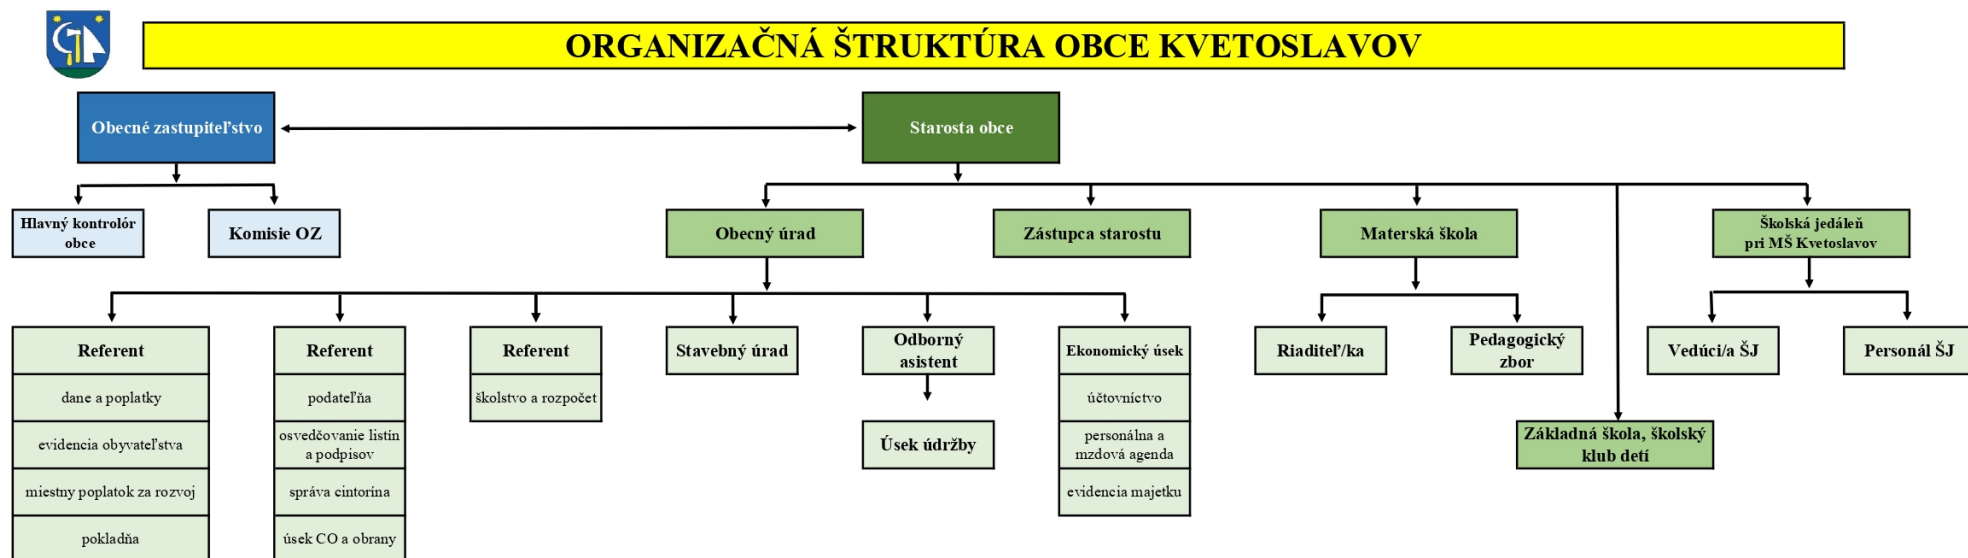 ORGANIZAČNÁ ŠTRUKTÚRA OBCE KVETOSLAVOV
Obecné zastupiteľstvo
Starosta obce
Hlavný kontrolór
obce
Komisie OZ
Obecný úrad
Zástupca starostu
Materská škola
Školská jedáleň
pri MŠ Kvetoslavov
Referent
dane a poplatky
evidencia obyvateľstva
miestny poplatok za rozvoj
pokladňa
Referent
podateľňa
osvedčovanie listín
a podpisov
správa cintorína
úsek CO a obrany
Referent
školstvo a rozpočet
Stavebný úrad
Odborný
asistent
Úsek údržby
Ekonomický úsek
účtovníctvo
personálna a
mzdová agenda
evidencia majetku
Riaditeľ/ka
Pedagogický
zbor
Základná škola, školský
klub detí
Vedúci/a ŠJ
Personál ŠJ